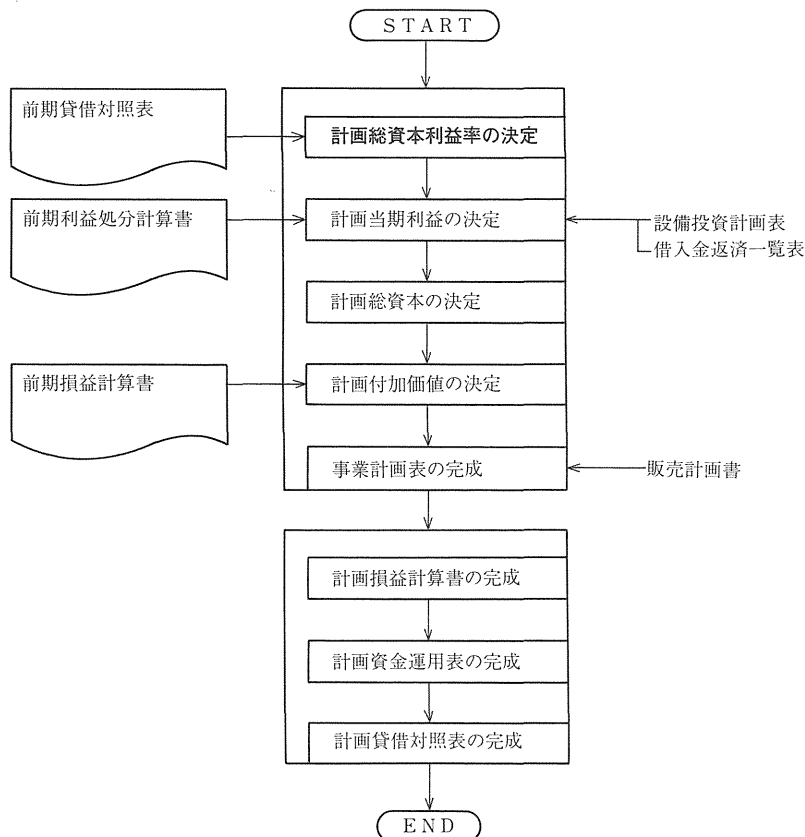 START
前期貸借対照表
計画総資本利益率の決定
前期利益処分計算書
計画当期利益の決定
設備投資計画表
借入金返済一覧表
計画総資本の決定
前期損益計算書
計画付加価値の決定
事業計画表の完成
販売計画書
計画損益計算書の完成
計画資金運用表の完成
計画貸借対照表の完成
END